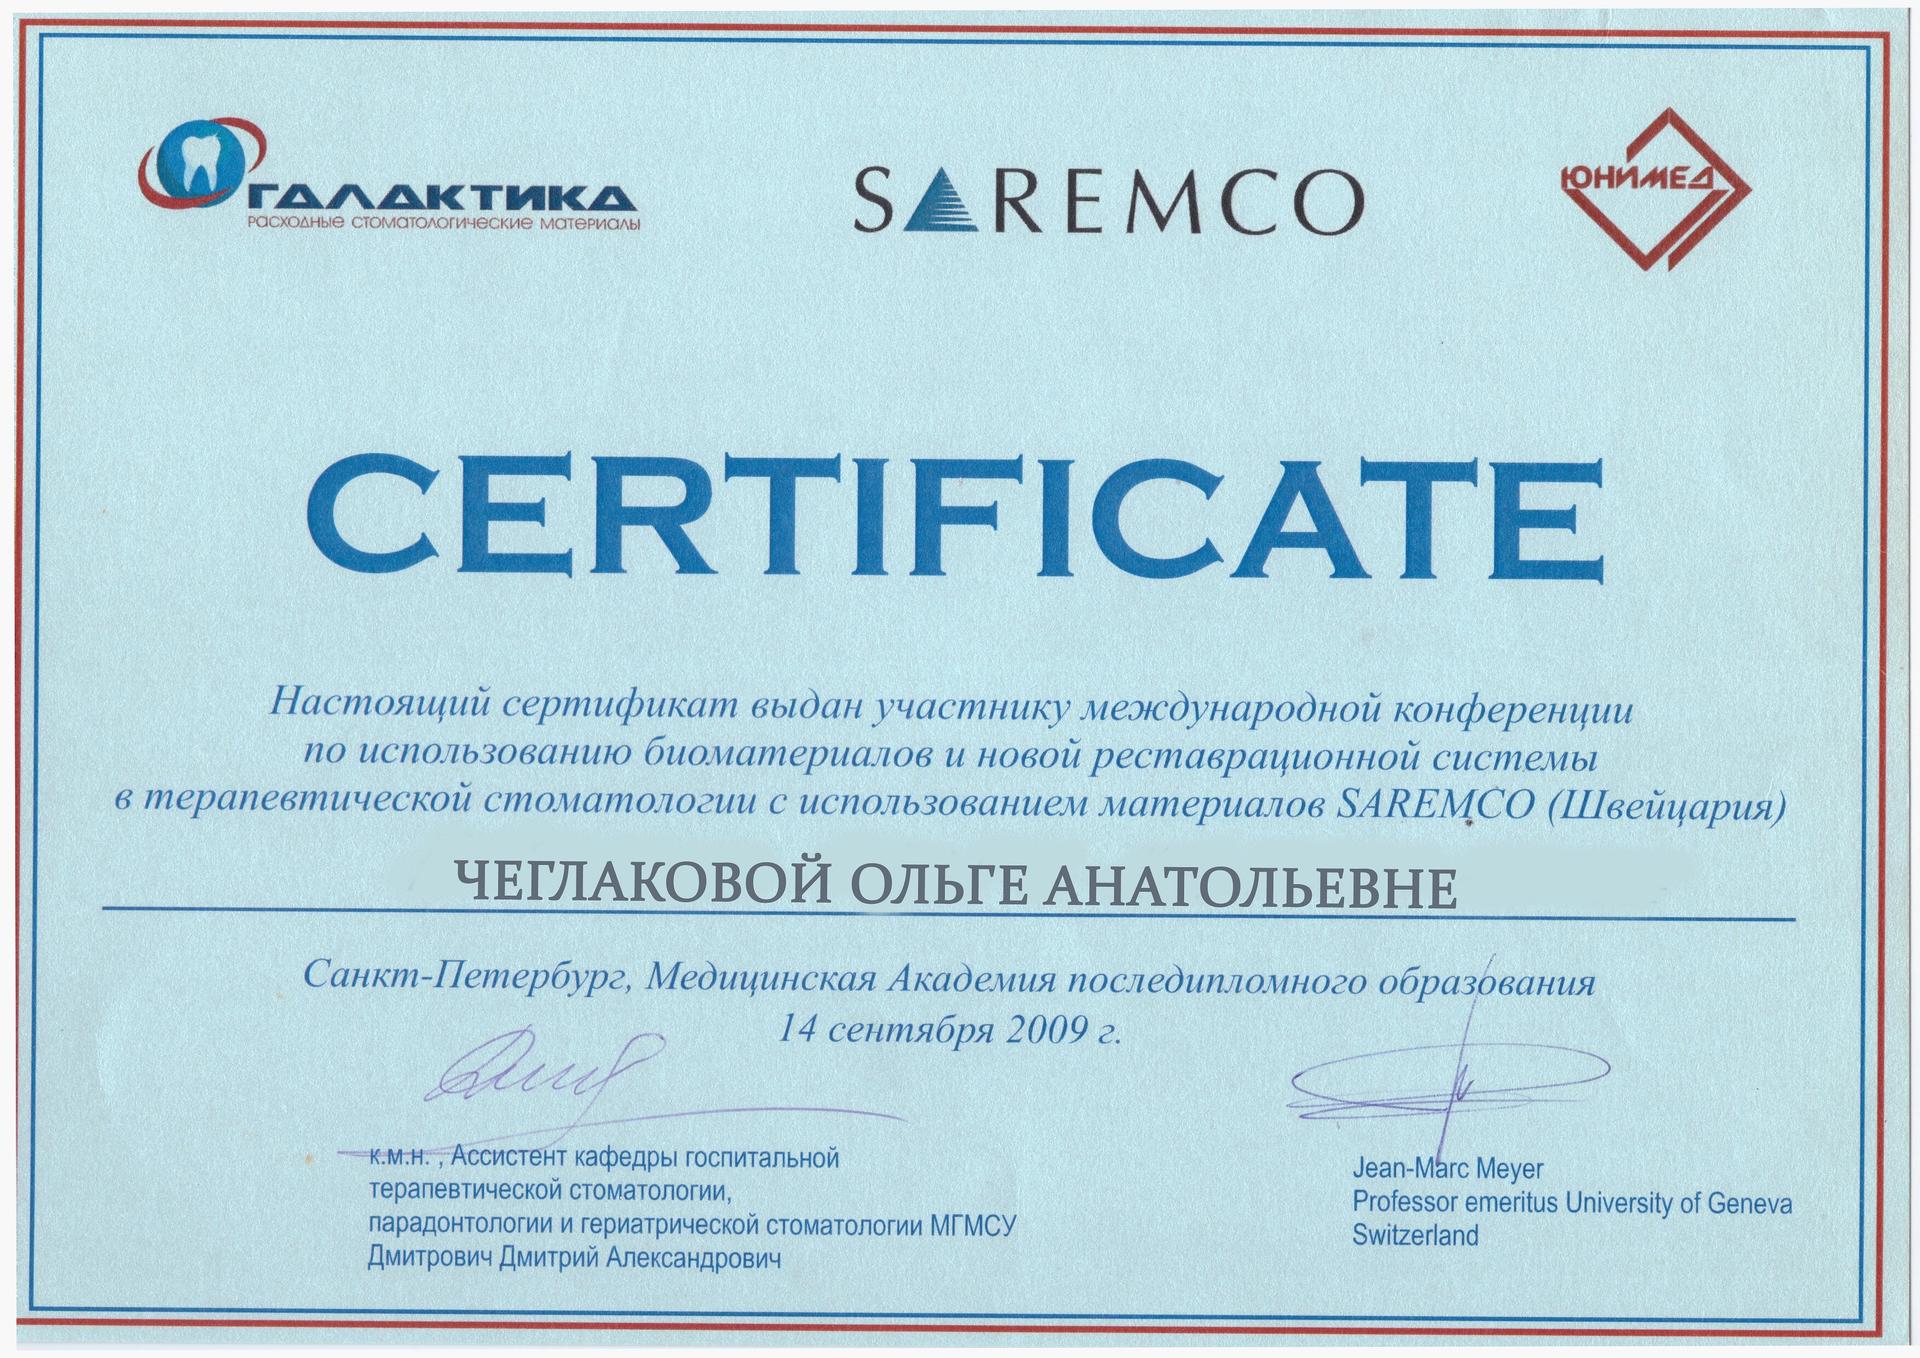 ГАЛАКТИКА
РАСХОДНЫЕ СТОМАТОЛОГИЧЕСКИЕ МАТЕРИАЛЫ
SAREMCO
ЮНИМЕД
CERTIFICATE
Настоящий сертификат выдан участнику международной конференции
по использованию биоматериалов и новой реставрационной системы
в терапевтической стоматологии с использованием материалов SAREMCO (Швейцария)
ЧЕГЛАКОВОЙ ОЛЬГЕ АНАТОЛЬЕВНЕ
Санкт-Петербург, Медицинская Академия последипломного образования
14 сентября 2009 г.
к.м.н. , Ассистент кафедры госпитальной
терапевтической стоматологии,
парадонтологии и гериатрической стоматологии МГМСУ
Дмитрович Дмитрий Александрович
Jean-Marc Meyer
Professor emeritus University of Geneva
Switzerland